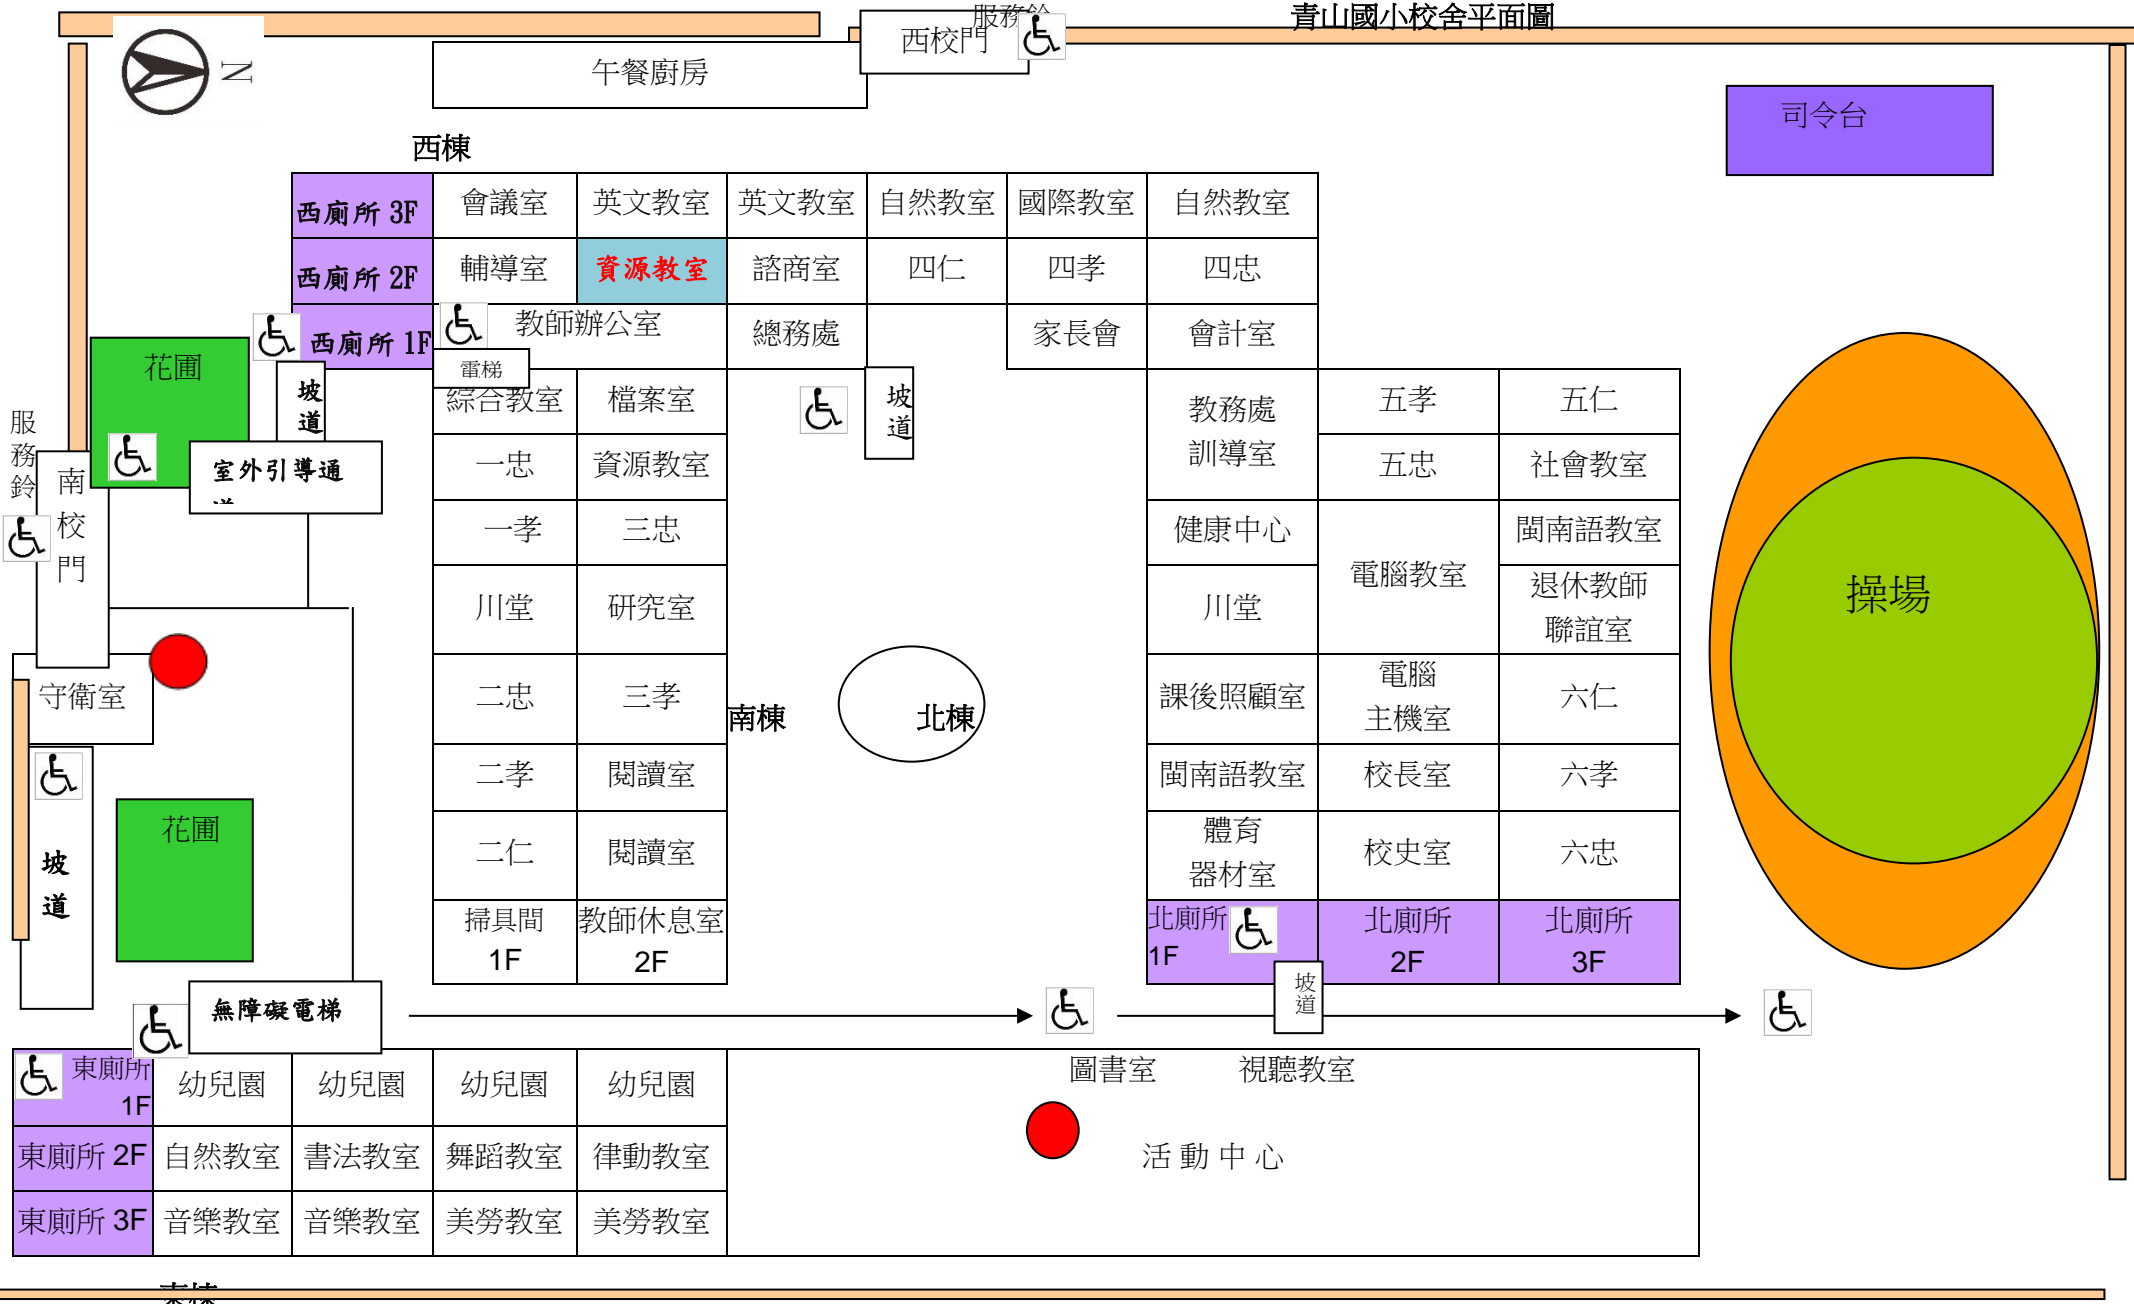 青山國小校舍平面圖
服務鈴
西校門
午餐廚房
N
司令台
西棟
西廁所 3F
會議室
英文教室
英文教室
自然教室
國際教室
自然教室
西廁所 2F
輔導室
資源教室
諮商室
四仁
四孝
四忠
西廁所 1F
教師辦公室
總務處
家長會
會計室
電梯
花圃
坡
道
服
務
鈴
南
校
門
室外引導通
坡
道
綜合教室
檔案室
一忠
資源教室
一孝
三忠
川堂
研究室
二忠
三孝
二孝
閱讀室
二仁
閱讀室
掃具間
1F
教師休息室
2F
南棟
北棟
教務處
訓導室
五孝
五仁
五忠
社會教室
健康中心
電腦教室
閩南語教室
川堂
退休教師
聯誼室
課後照顧室
電腦
主機室
六仁
閩南語教室
校長室
六孝
體育
器材室
校史室
六忠
北廁所
1F
北廁所
2F
北廁所
3F
坡
道
操場
守衛室
坡
道
花圃
無障礙電梯
東廁所
1F
幼兒園
幼兒園
幼兒園
幼兒園
東廁所 2F
自然教室
書法教室
舞蹈教室
律動教室
東廁所 3F
音樂教室
音樂教室
美勞教室
美勞教室
圖書室
視聽教室
活動中心
東棟